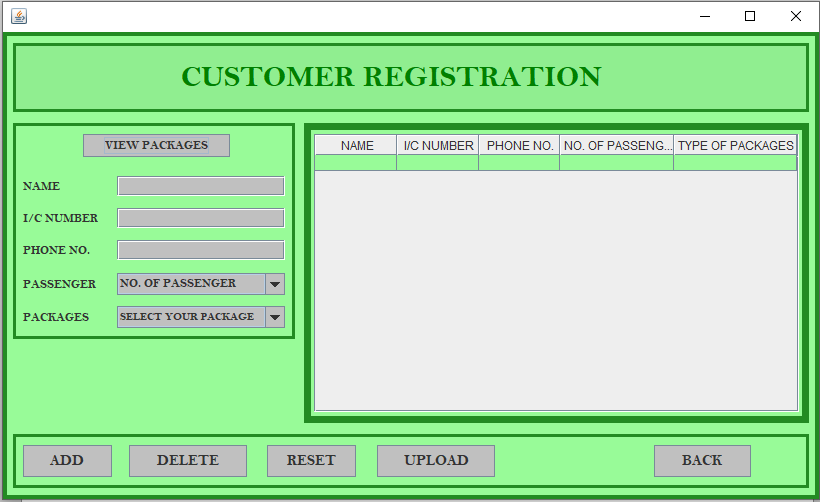 CUSTOMER REGISTRATION
VIEW PACKAGES
NAME
I/C NUMBER
PHONE NO.
PASSENGER NO. OF PASSENGER
PACKAGES SELECT YOUR PACKAGE
NAME I/C NUMBER PHONE NO. NO. OF PASSENG... TYPE OF PACKAGES
ADD DELETE RESET UPLOAD BACK